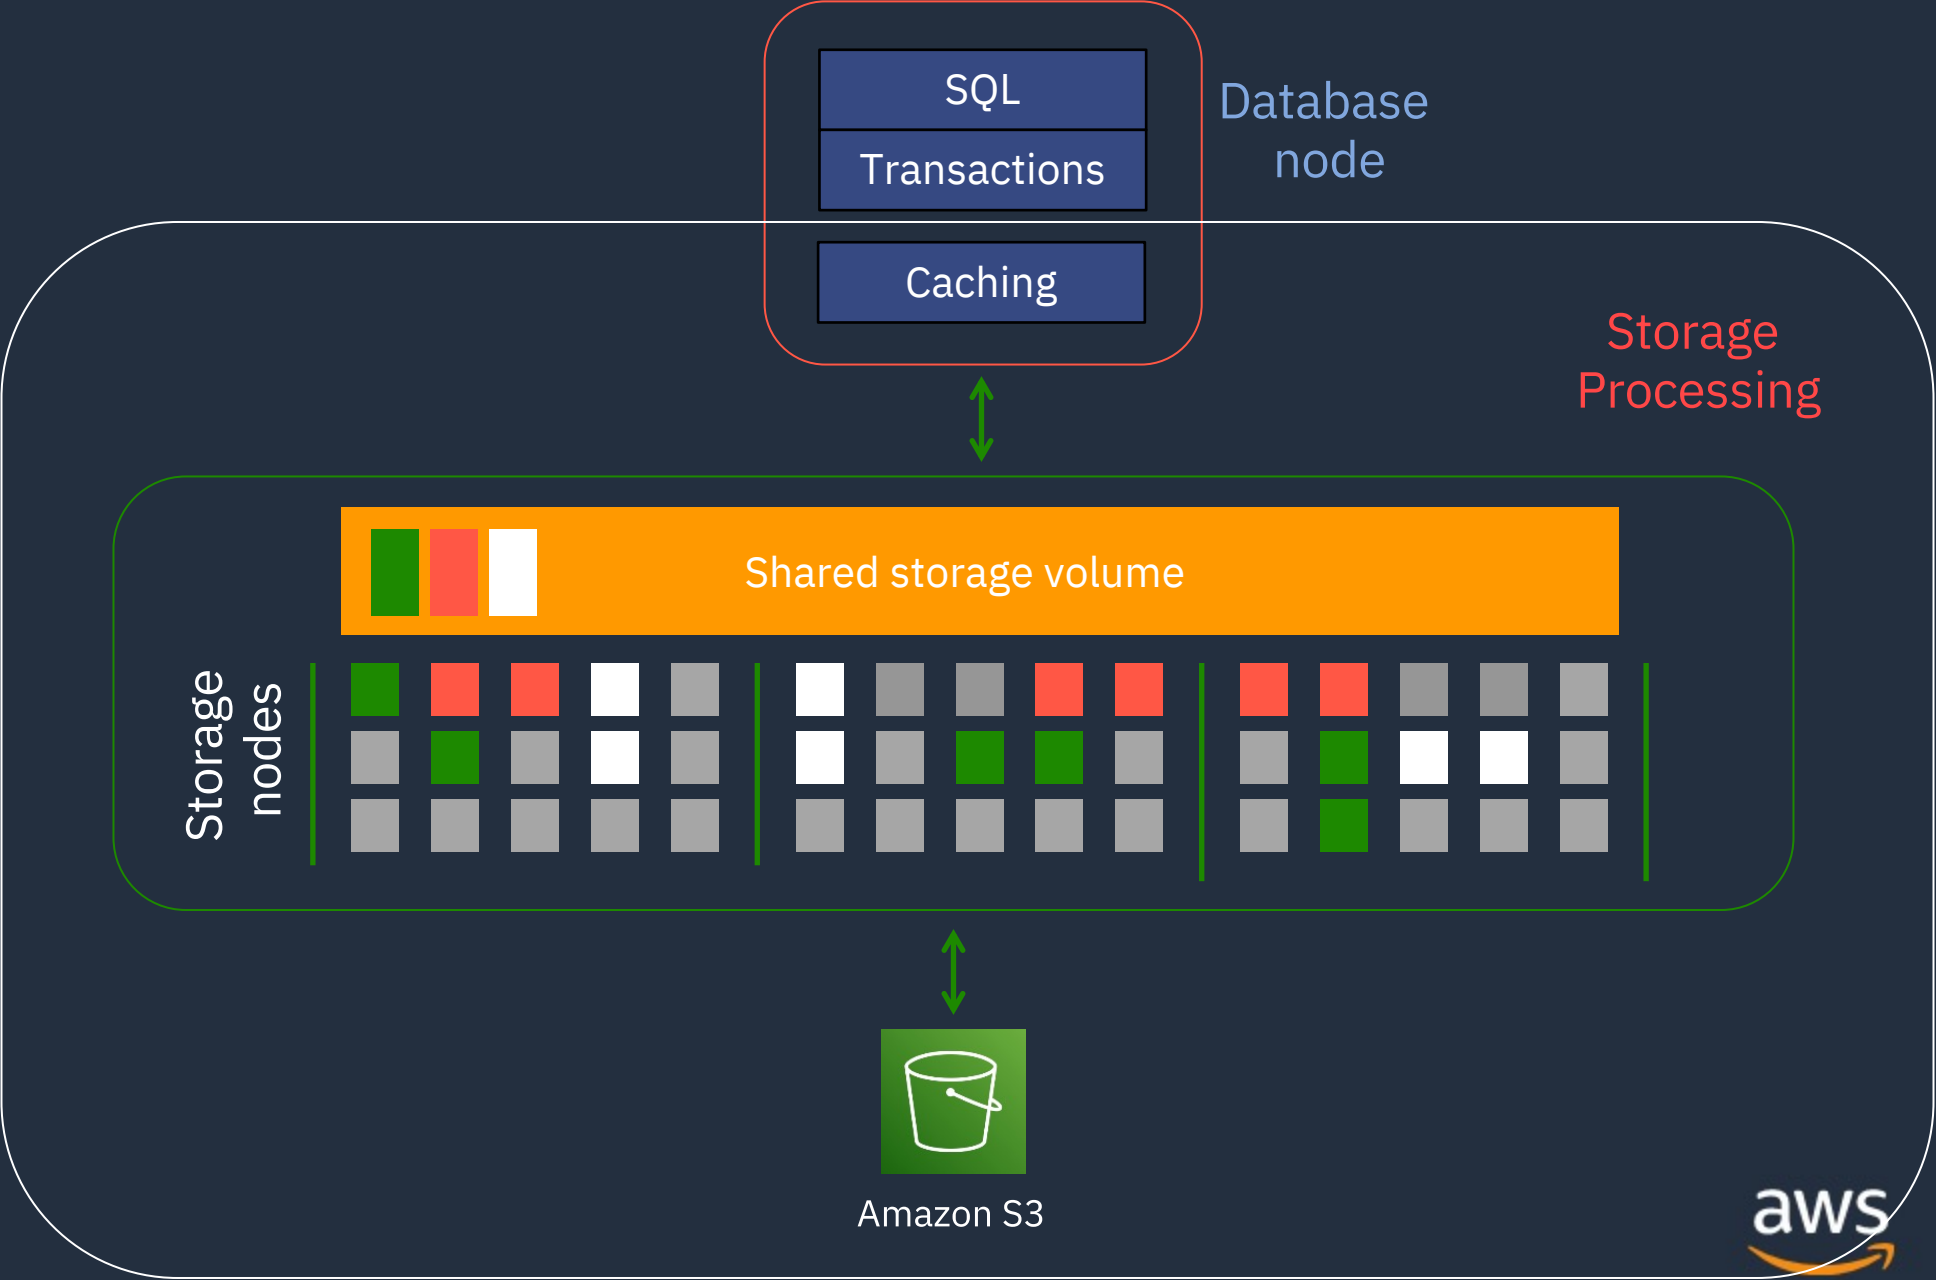 SQL
Database
node
Transactions
Caching
Storage
Processing
Shared storage volume
Storage
nodes
Amazon S3
aws